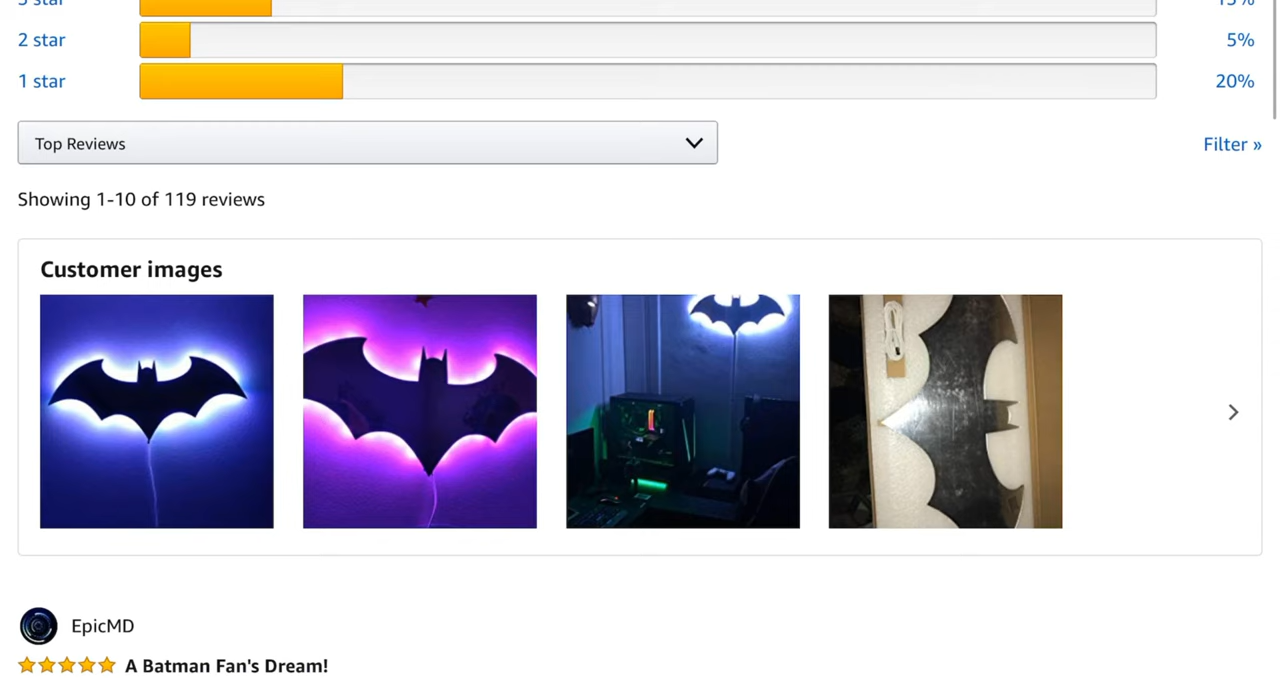 2 star 5%
1 star 20%
Top Reviews
Filter »
Showing 1-10 of 119 reviews
Customer images
EpicMD
A Batman Fan's Dream!